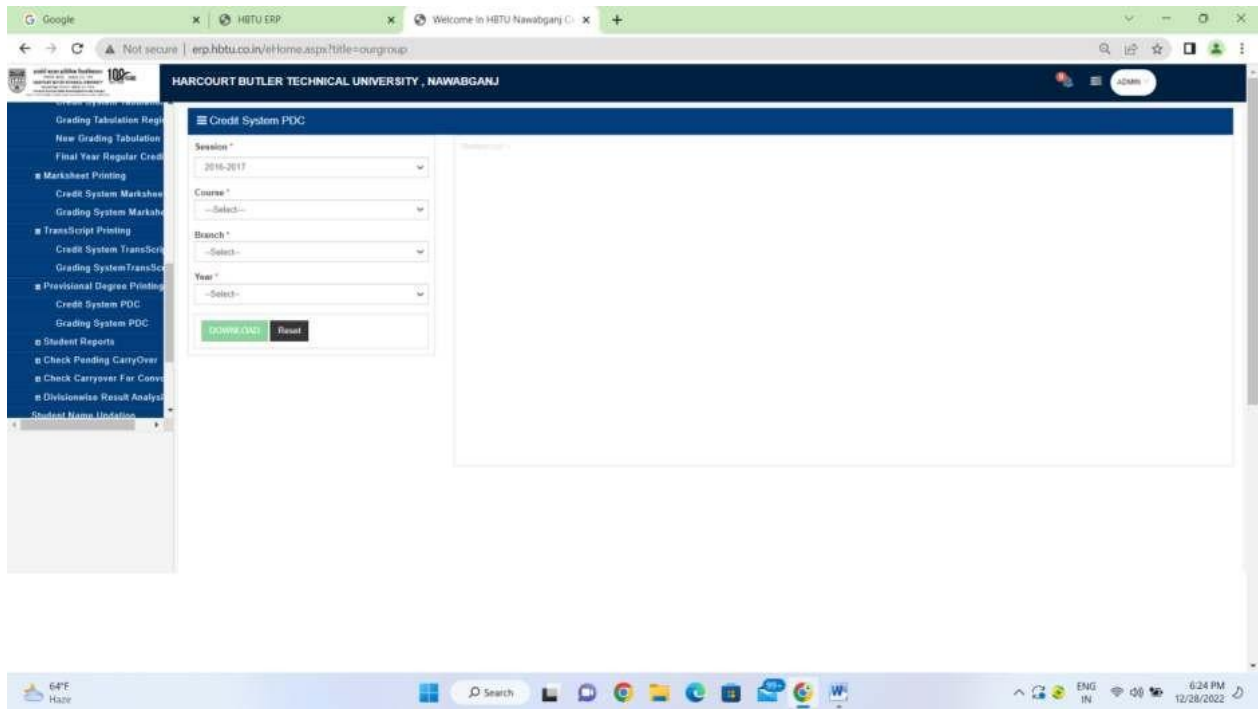 Google
HBTU ERP
Welcome In HBTU Nawabganj C
Not secure
erp.hbtu.co.in/eHome.aspx?title=ourgroup
HARCOURT BUTLER TECHNICAL UNIVERSITY , NAWABGANJ
ADMIN
Grading Tabulation Regi
New Grading Tabulation
Final Year Regular Credi
Marksheet Printing
Credit System Markshee
Grading System Markshe
TransScript Printing
Credit System TransScrip
Grading SystemTransScr
Provisional Degree Printing
Credit System PDC
Grading System PDC
Student Reports
Check Pending CarryOver
Check Carryover For Convo
Divisionwise Result Analysi
Student Name Updation
Credit System PDC
Session *
2016-2017
Course *
---Select---
Branch *
--Select--
Year *
--Select--
DOWNLOAD
Reset
64°F
Haze
Search
99+
ENG
IN
6:24 PM
12/28/2022